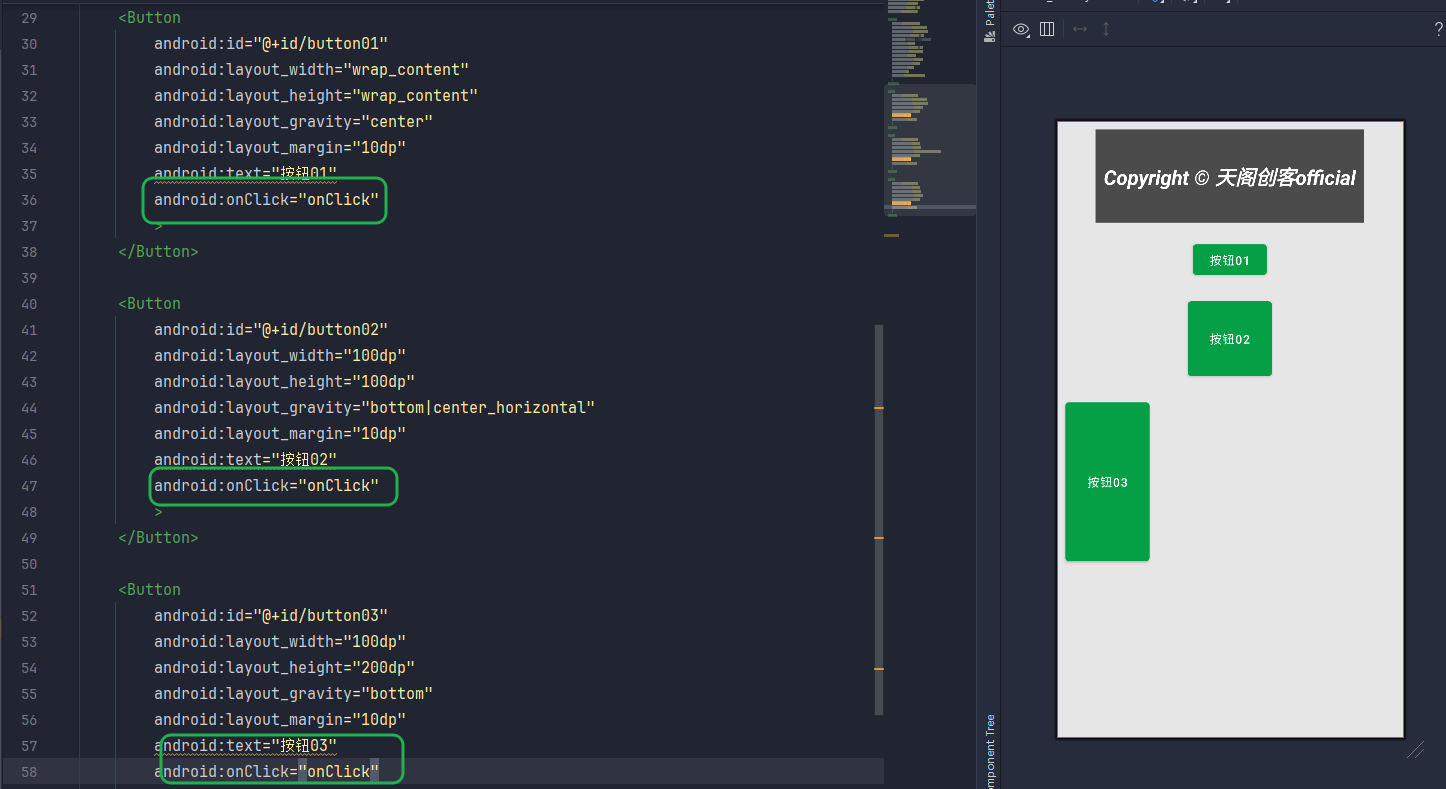 Palet
?
29 <Button
30 android:id="@+id/button01"
31 android:layout_width="wrap_content"
32 android:layout_height="wrap_content"
33 android:layout_gravity="center"
34 android:layout_margin="10dp"
35 android:text="按钮01"
36 android:onClick="onClick"
37 >
38 </Button>
39
40 <Button
41 android:id="@+id/button02"
42 android:layout_width="100dp"
43 android:layout_height="100dp"
44 android:layout_gravity="bottom|center_horizontal"
45 android:layout_margin="10dp"
46 android:text="按钮02"
47 android:onClick="onClick"
48 >
49 </Button>
50
51 <Button
52 android:id="@+id/button03"
53 android:layout_width="100dp"
54 android:layout_height="200dp"
55 android:layout_gravity="bottom"
56 android:layout_margin="10dp"
57 android:text="按钮03"
58 android:onClick="onClick"
mponent Tree
Copyright © 天阁创客official
按钮01
按钮02
按钮03